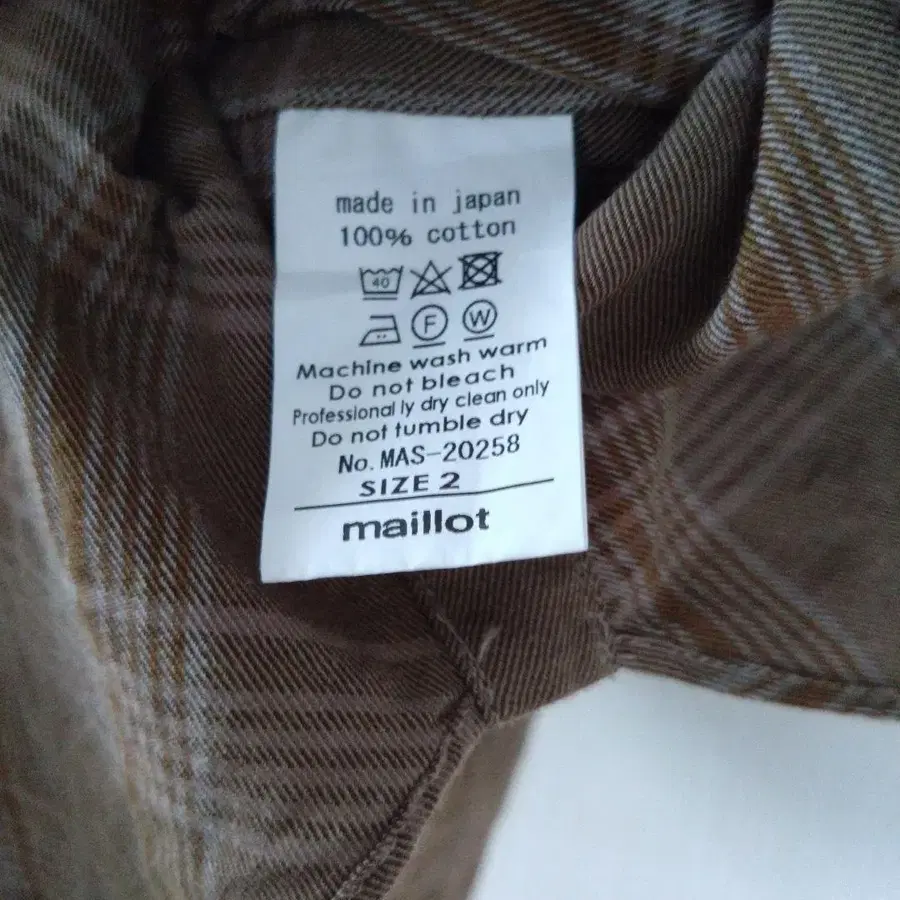 made in japan
100% cotton
40
F W
Machine wash warm
Do not bleach
Professional ly dry clean only
Do not tumble dry
No. MAS-20258
SIZE 2
maillot